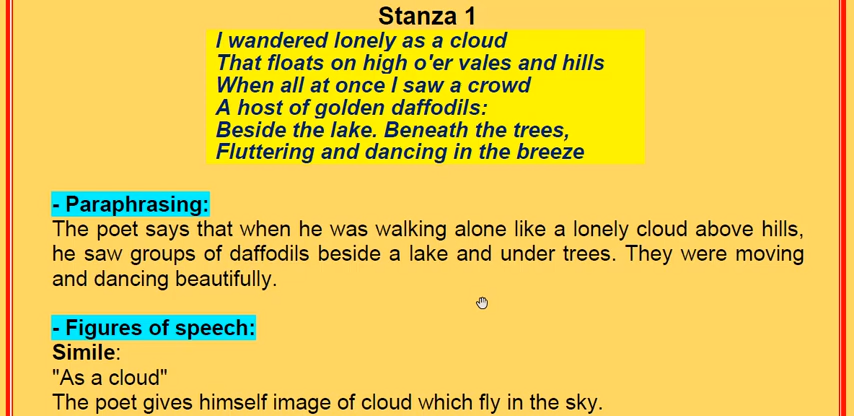 Stanza 1
I wandered lonely as a cloud
That floats on high o'er vales and hills
When all at once I saw a crowd
A host of golden daffodils:
Beside the lake. Beneath the trees,
Fluttering and dancing in the breeze
- Paraphrasing:
The poet says that when he was walking alone like a lonely cloud above hills,
he saw groups of daffodils beside a lake and under trees. They were moving
and dancing beautifully.
- Figures of speech:
Simile:
"As a cloud"
The poet gives himself image of cloud which fly in the sky.